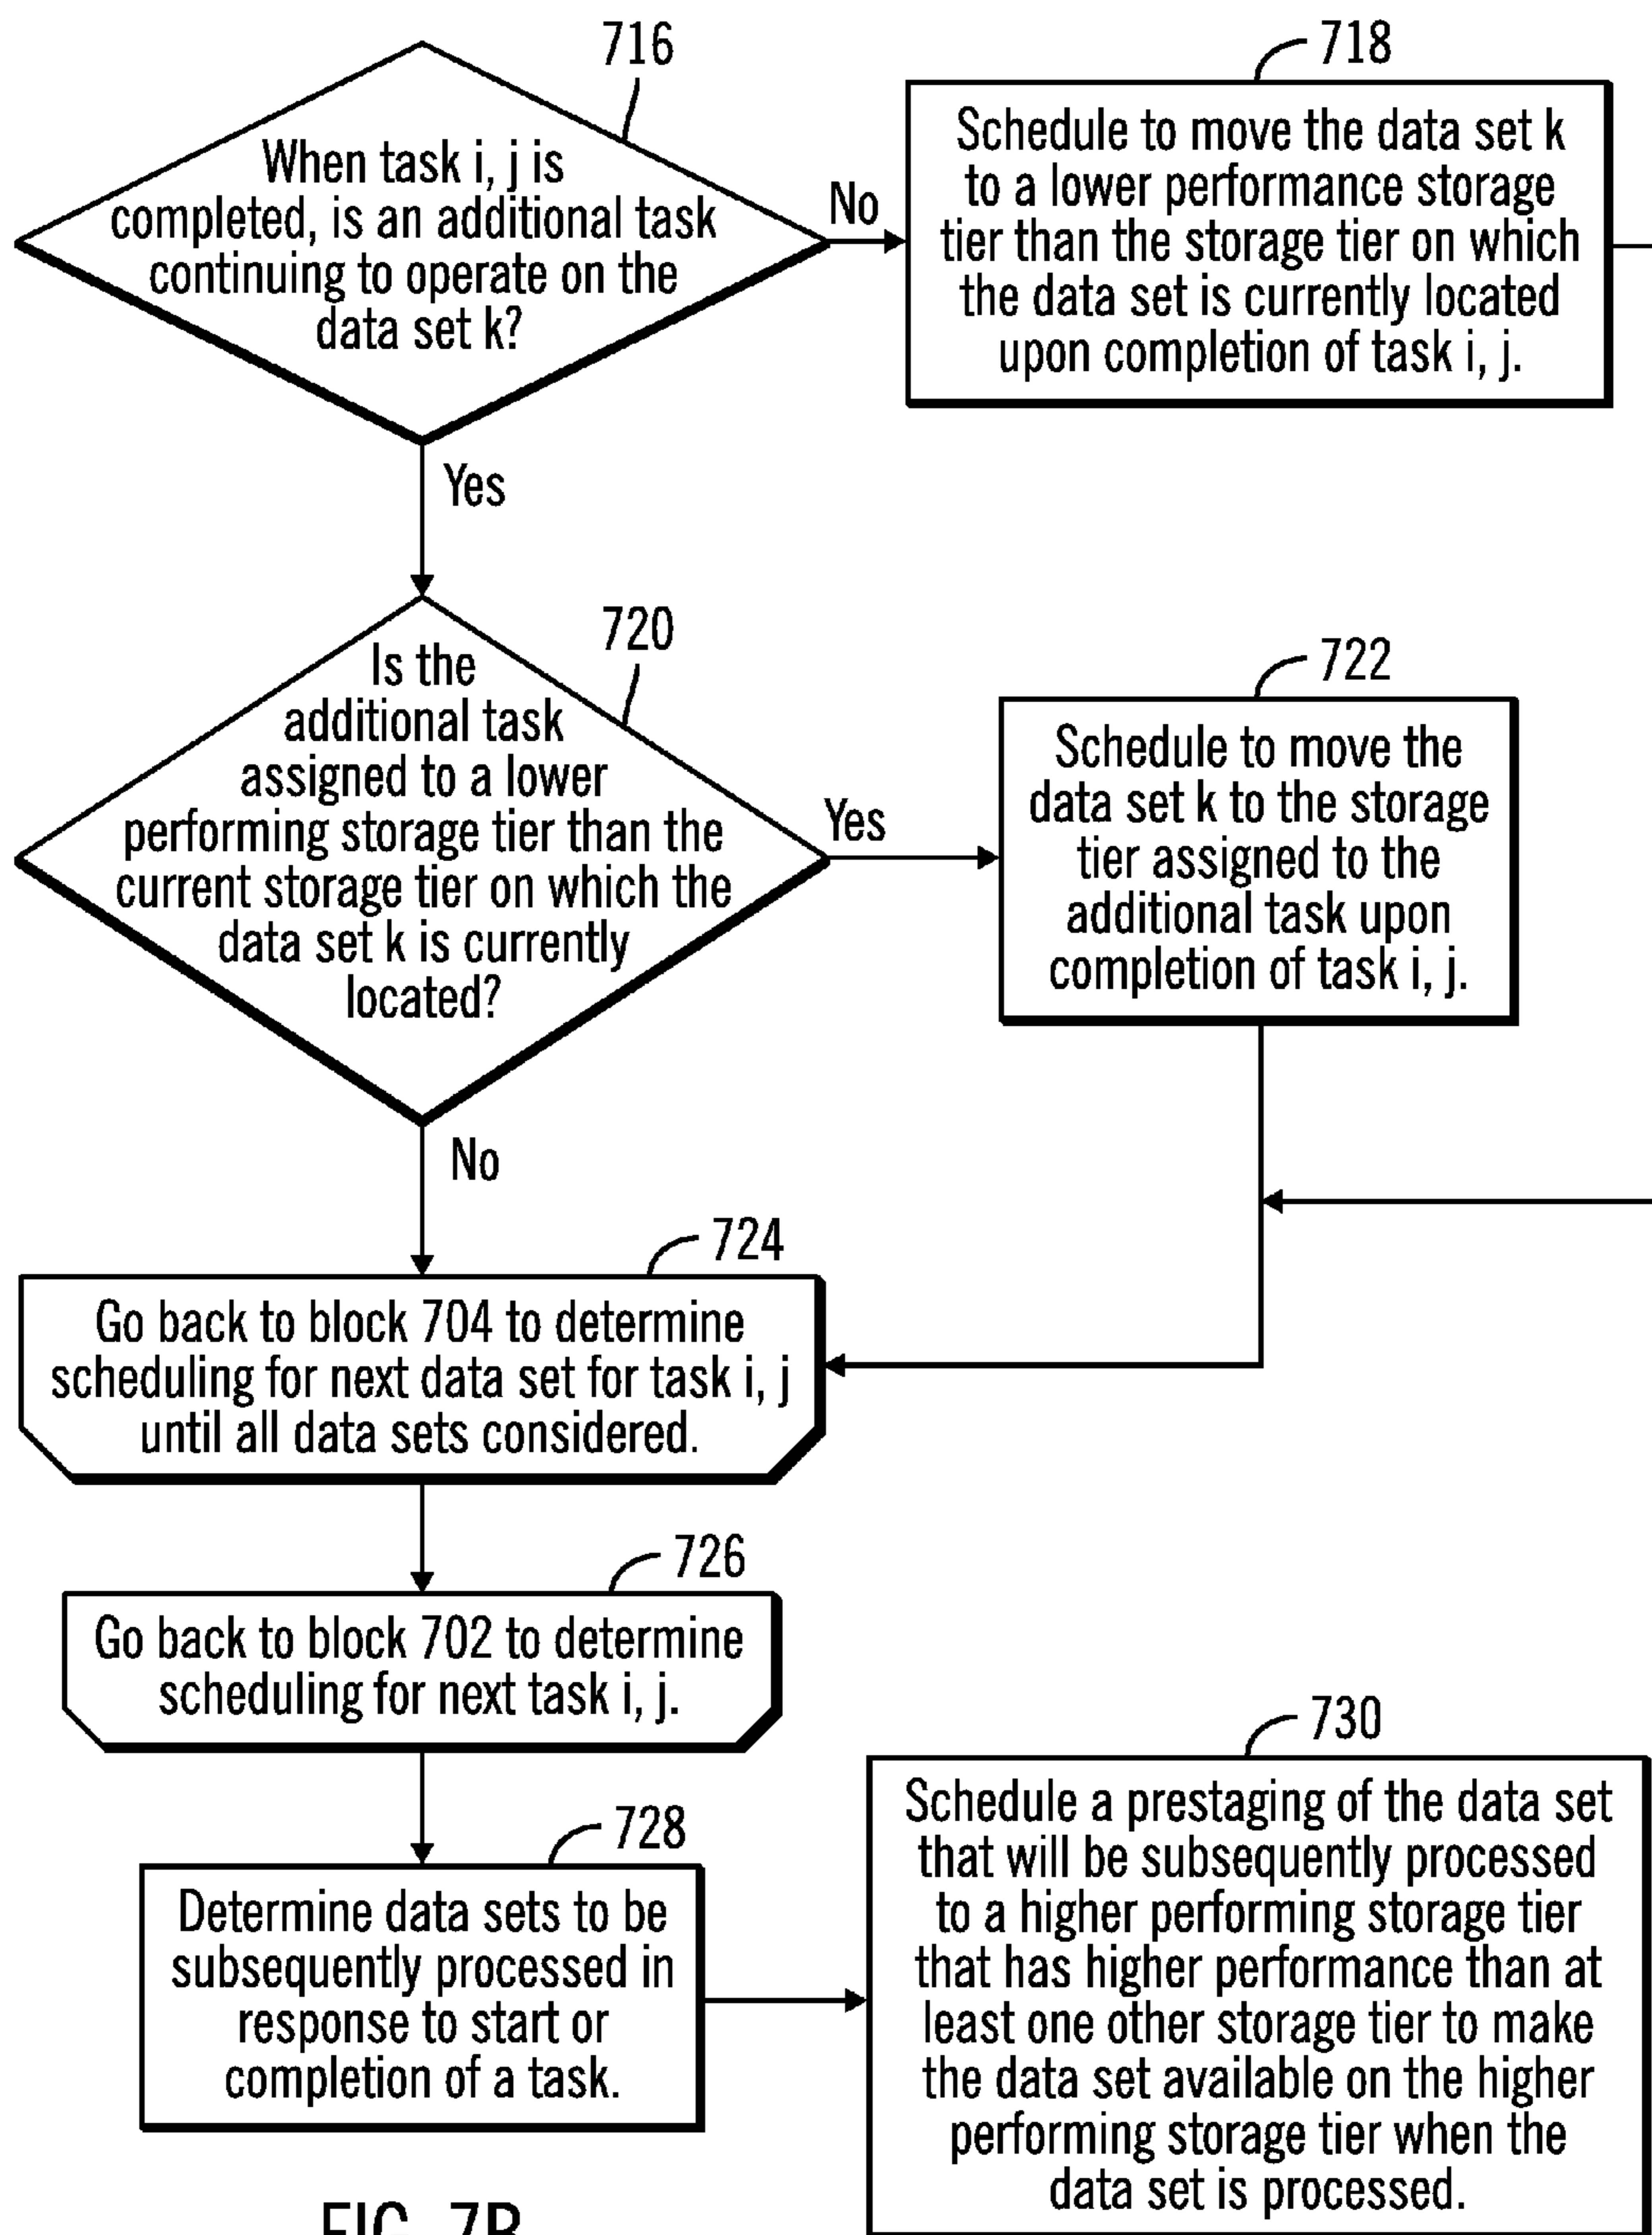 716
When task i, j is
completed, is an additional task
continuing to operate on the
data set k?
No
718
Schedule to move the data set k
to a lower performance storage
tier than the storage tier on which
the data set is currently located
upon completion of task i, j.
Yes
720
Is the
additional task
assigned to a lower
performing storage tier than the
current storage tier on which the
data set k is currently
located?
Yes
722
Schedule to move the
data set k to the storage
tier assigned to the
additional task upon
completion of task i, j.
No
724
Go back to block 704 to determine
scheduling for next data set for task i, j
until all data sets considered.
726
Go back to block 702 to determine
scheduling for next task i, j.
728
Determine data sets to be
subsequently processed in
response to start or
completion of a task.
730
Schedule a prestaging of the data set
that will be subsequently processed
to a higher performing storage tier
that has higher performance than at
least one other storage tier to make
the data set available on the higher
performing storage tier when the
data set is processed.
FIG. 7B